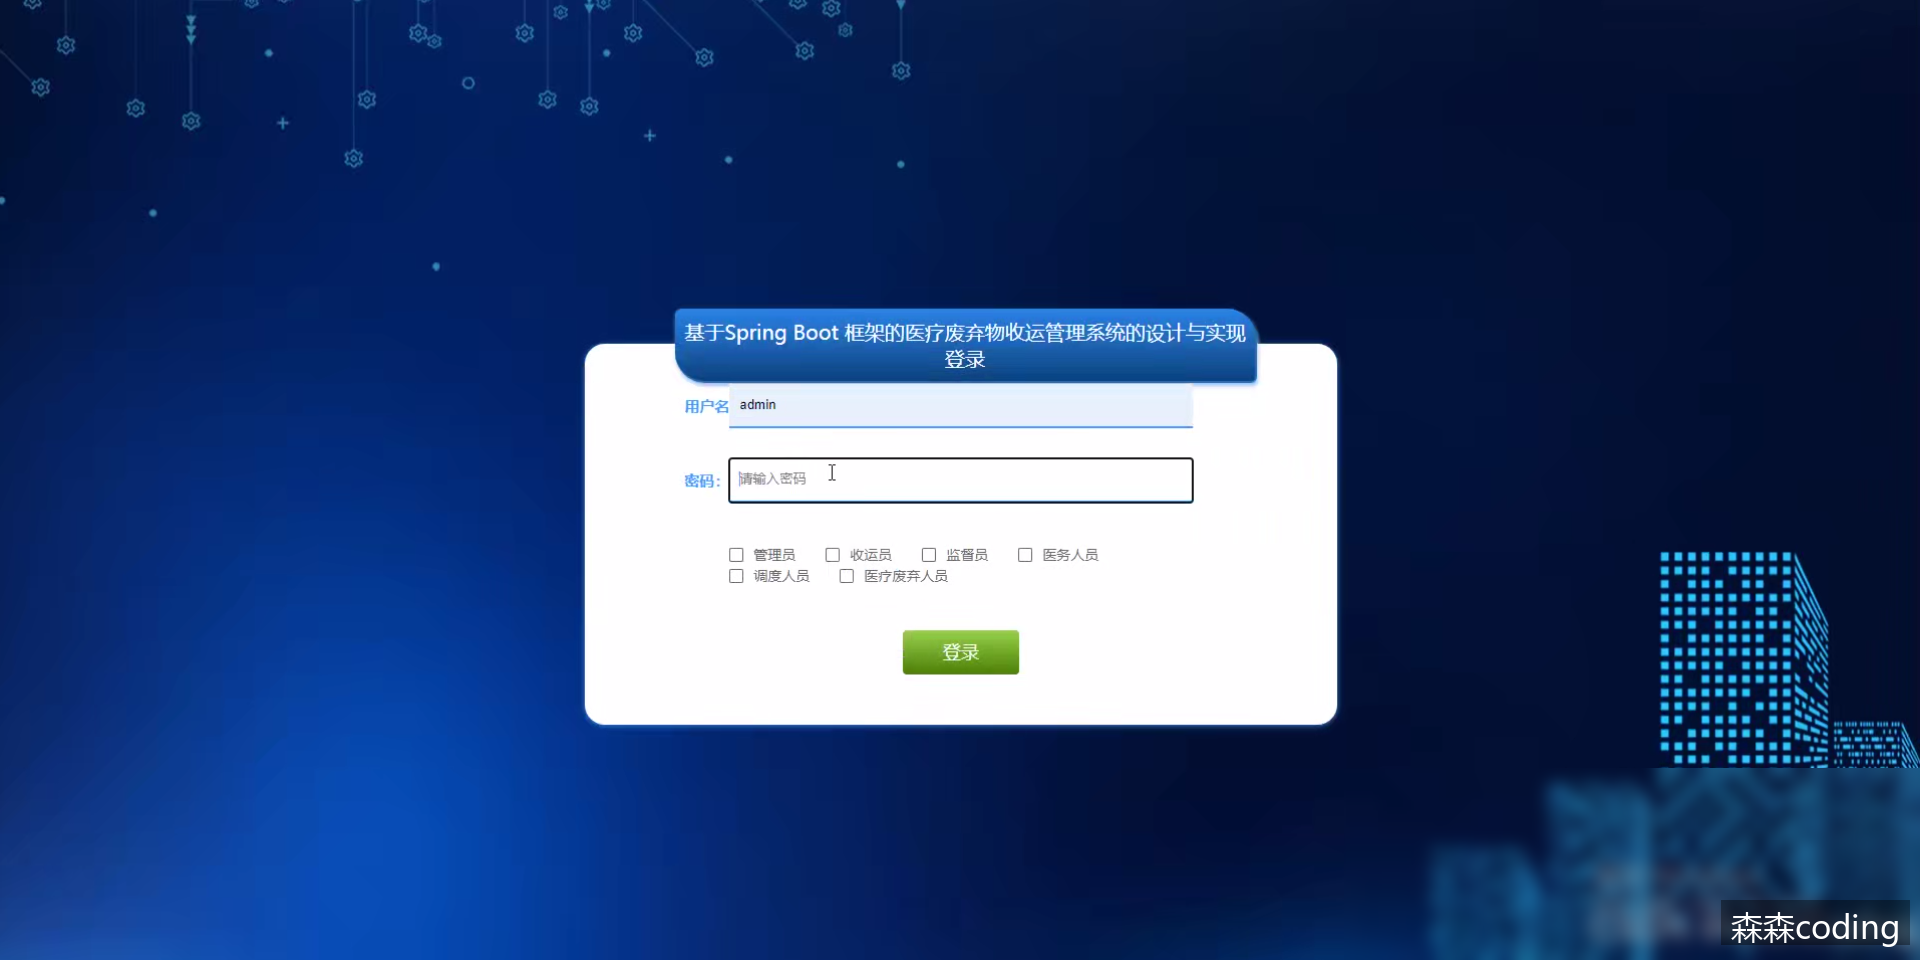 基于Spring Boot 框架的医疗废弃物收运管理系统的设计与实现
登录
用户名 admin
密码： 请输入密码
管理员 收运员 监督员 医务人员
调度人员 医疗废弃人员
登录
森森coding